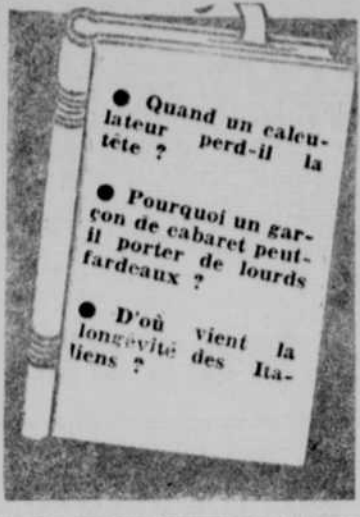 ● Quand un calcu-
lateur perd-il la
tête ?
● Pourquoi un gar-
çon de cabaret peut-
il porter de lourds
fardeaux ?
● D'où vient la
longévité des Ita-
liens ?